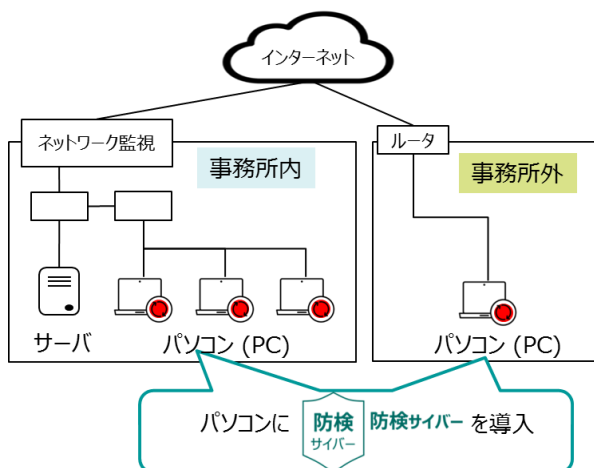 インターネット
ネットワーク監視
ルータ
事務所内
事務所外
サーバ
パソコン (PC)
パソコン (PC)
パソコンに 防検 サイバー 防検サイバー を導入